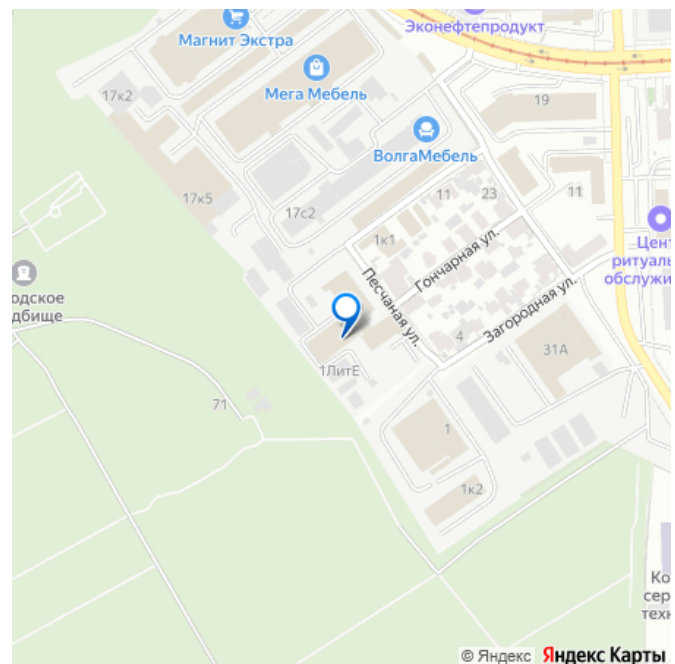 Эконефтепродукт
Магнит Экстра
Мега Мебель
17к2
19
ВолгаМебель
17к5
11
23
11
17с2
1к1
Гончарная ул.
Песчаная ул.
Загородная ул.
Цент
ритуаль
обслужи
одское
дбище
4
31А
1ЛитЕ
71
1
1к2
Ко
сер
техн
© Яндекс Яндекс Карты